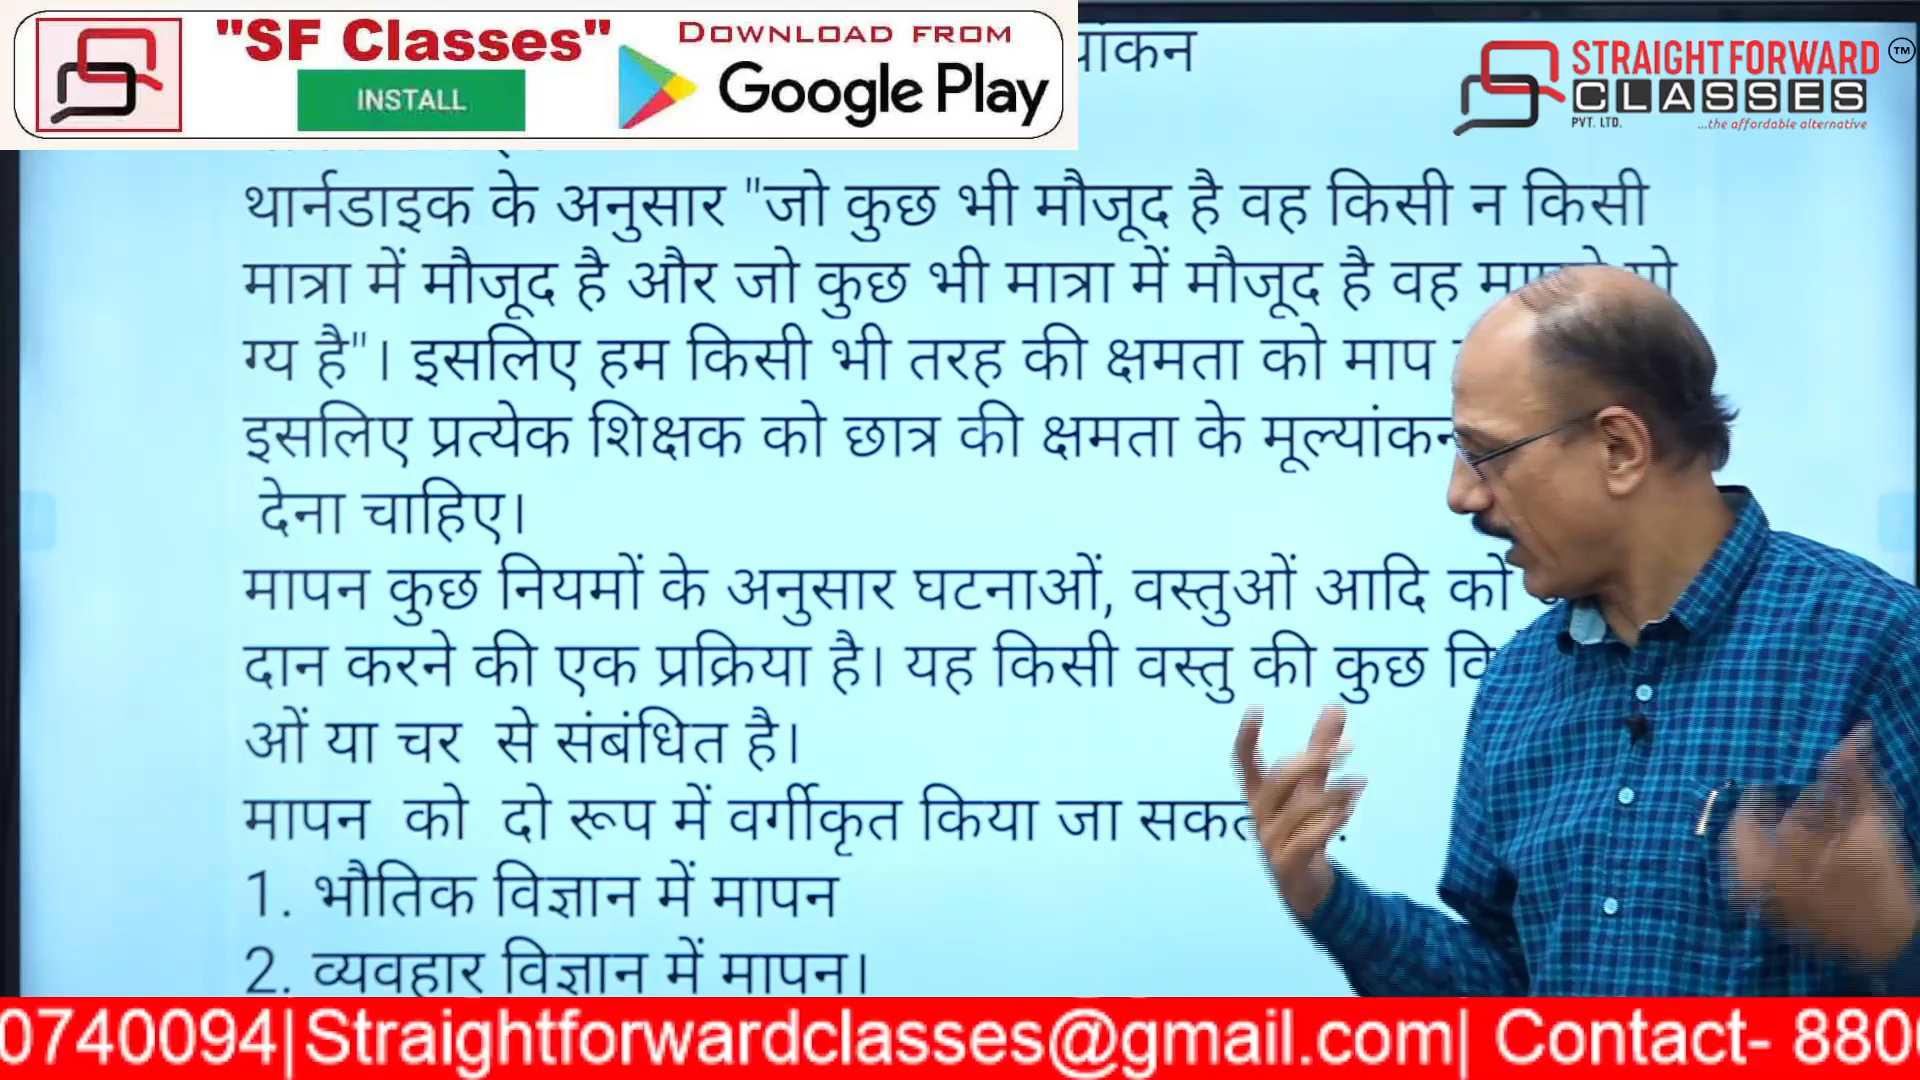 "SF Classes"
INSTALL
DOWNLOAD FROM
Google Play
STRAIGHT FORWARD TM
CLASSES
PVT. LTD.
...the affordable alternative
थार्नडाइक के अनुसार "जो कुछ भी मौजूद है वह किसी न किसी
मात्रा में मौजूद है और जो कुछ भी मात्रा में मौजूद है वह
ग्य है"। इसलिए हम किसी भी तरह की क्षमता को माप
इसलिए प्रत्येक शिक्षक को छात्र की क्षमता के मूल्यांकन
देना चाहिए।
मापन कुछ नियमों के अनुसार घटनाओं, वस्तुओं आदि को
दान करने की एक प्रक्रिया है। यह किसी वस्तु की कुछ वि
ओं या चर से संबंधित है।
मापन को दो रूप में वर्गीकृत किया जा सकत
1. भौतिक विज्ञान में मापन
2. व्यवहार विज्ञान में मापन।
0740094|Straightforwardclasses@gmail.com| Contact- 880